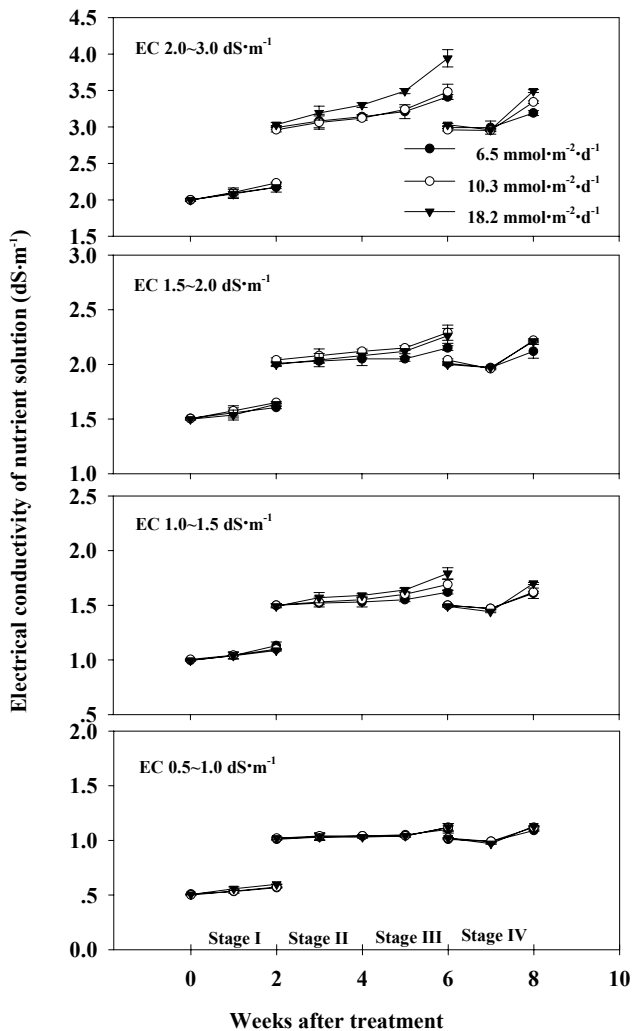 Electrical conductivity of nutrient solution (dS·m-1)
4.5
4.0
3.5
3.0
2.5
2.0
1.5
EC 2.0~3.0 dS·m-1
6.5 mmol·m-2·d-1
10.3 mmol·m-2·d-1
18.2 mmol·m-2·d-1
3.0
2.5
2.0
1.5
1.0
EC 1.5~2.0 dS·m-1
2.5
2.0
1.5
1.0
.5
EC 1.0~1.5 dS·m-1
2.0
1.5
1.0
.5
0.0
EC 0.5~1.0 dS·m-1
Stage I Stage II Stage III Stage IV
0 2 4 6 8 10
Weeks after treatment